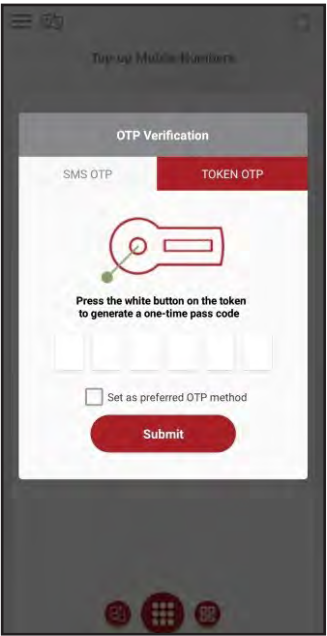 Top-up Mobile Numbers
OTP Verification
SMS OTP
TOKEN OTP
Press the white button on the token
to generate a one-time pass code
Set as preferred OTP method
Submit